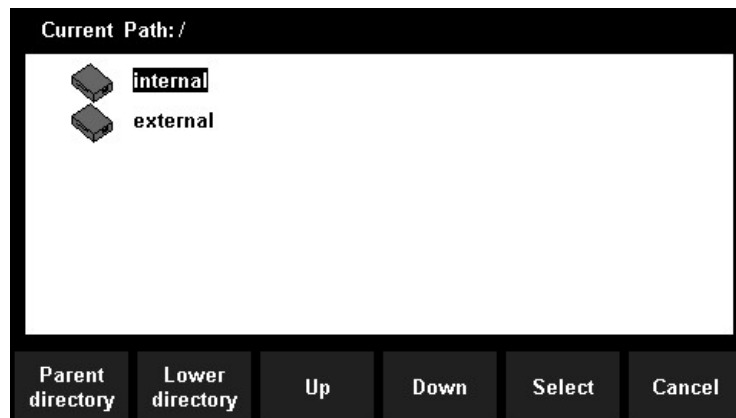 Current Path: /
internal
external
Parent directory
Lower directory
Up
Down
Select
Cancel